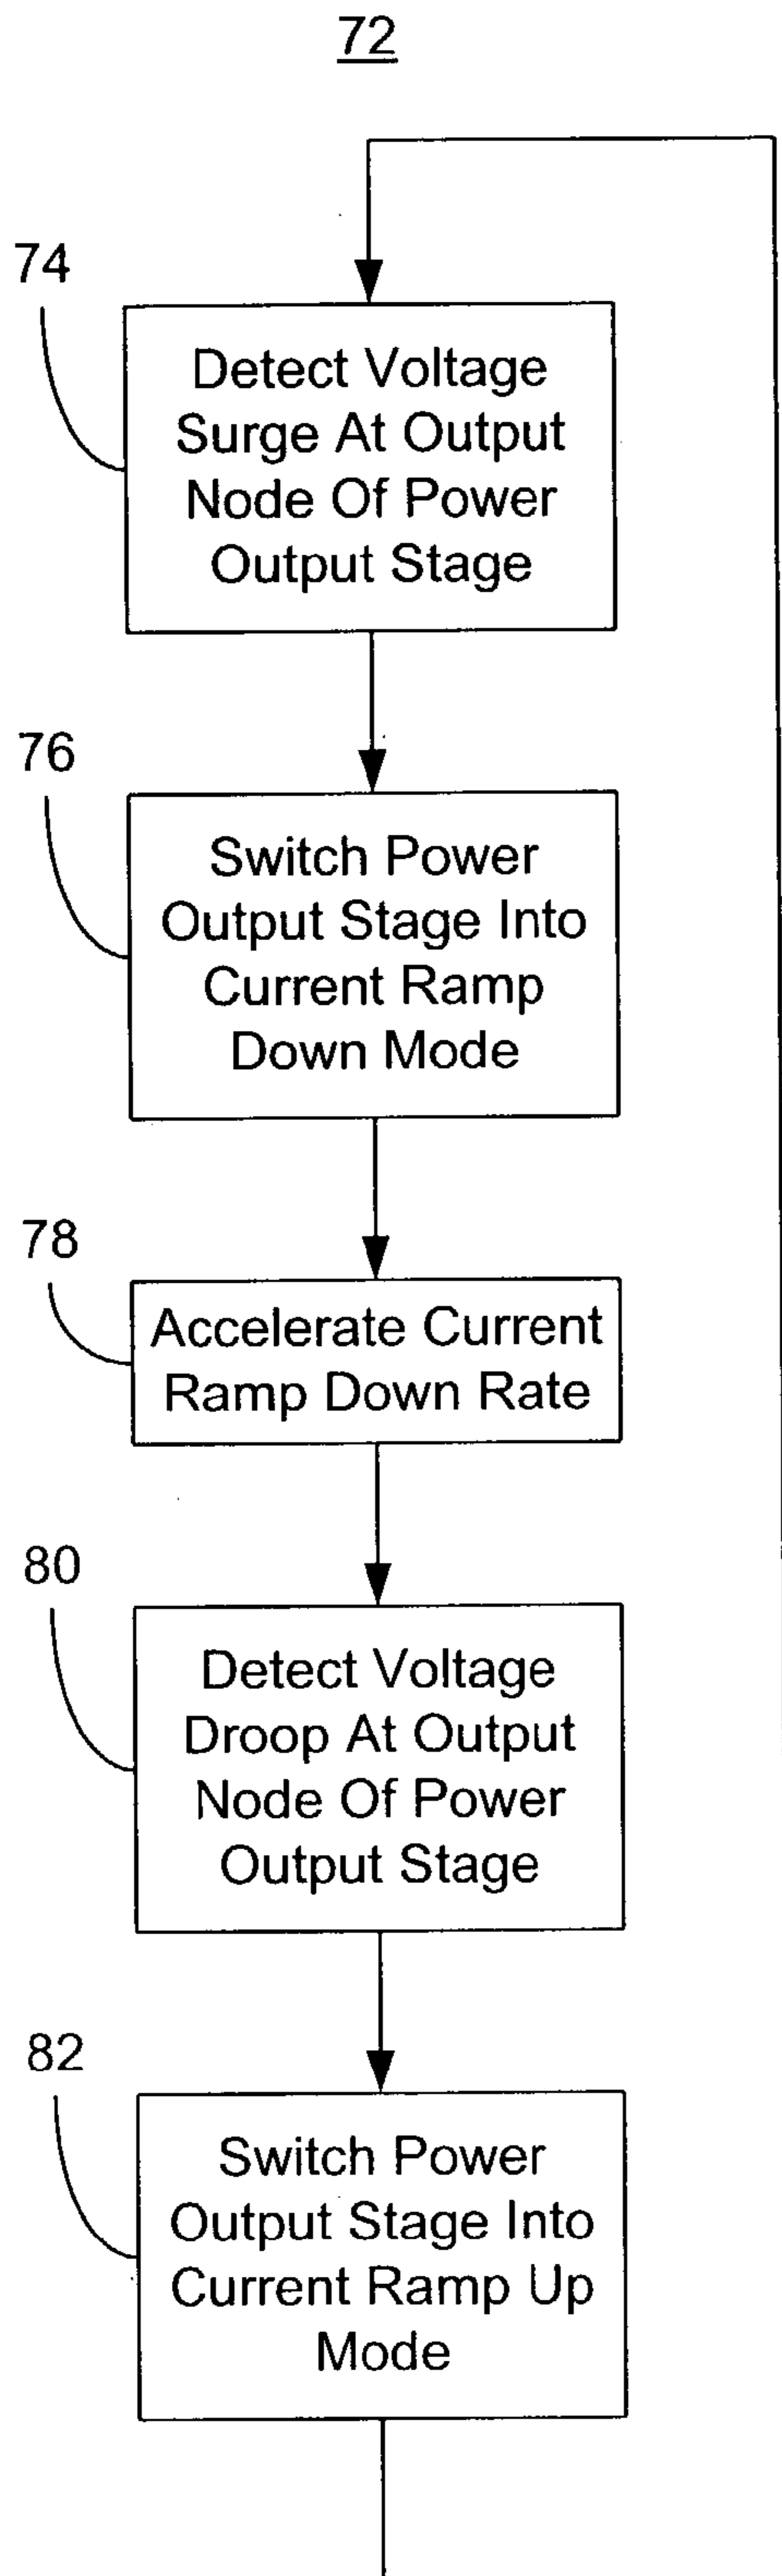 72
74
Detect Voltage
Surge At Output
Node Of Power
Output Stage
76
Switch Power
Output Stage Into
Current Ramp
Down Mode
78
Accelerate Current
Ramp Down Rate
80
Detect Voltage
Droop At Output
Node Of Power
Output Stage
82
Switch Power
Output Stage Into
Current Ramp Up
Mode